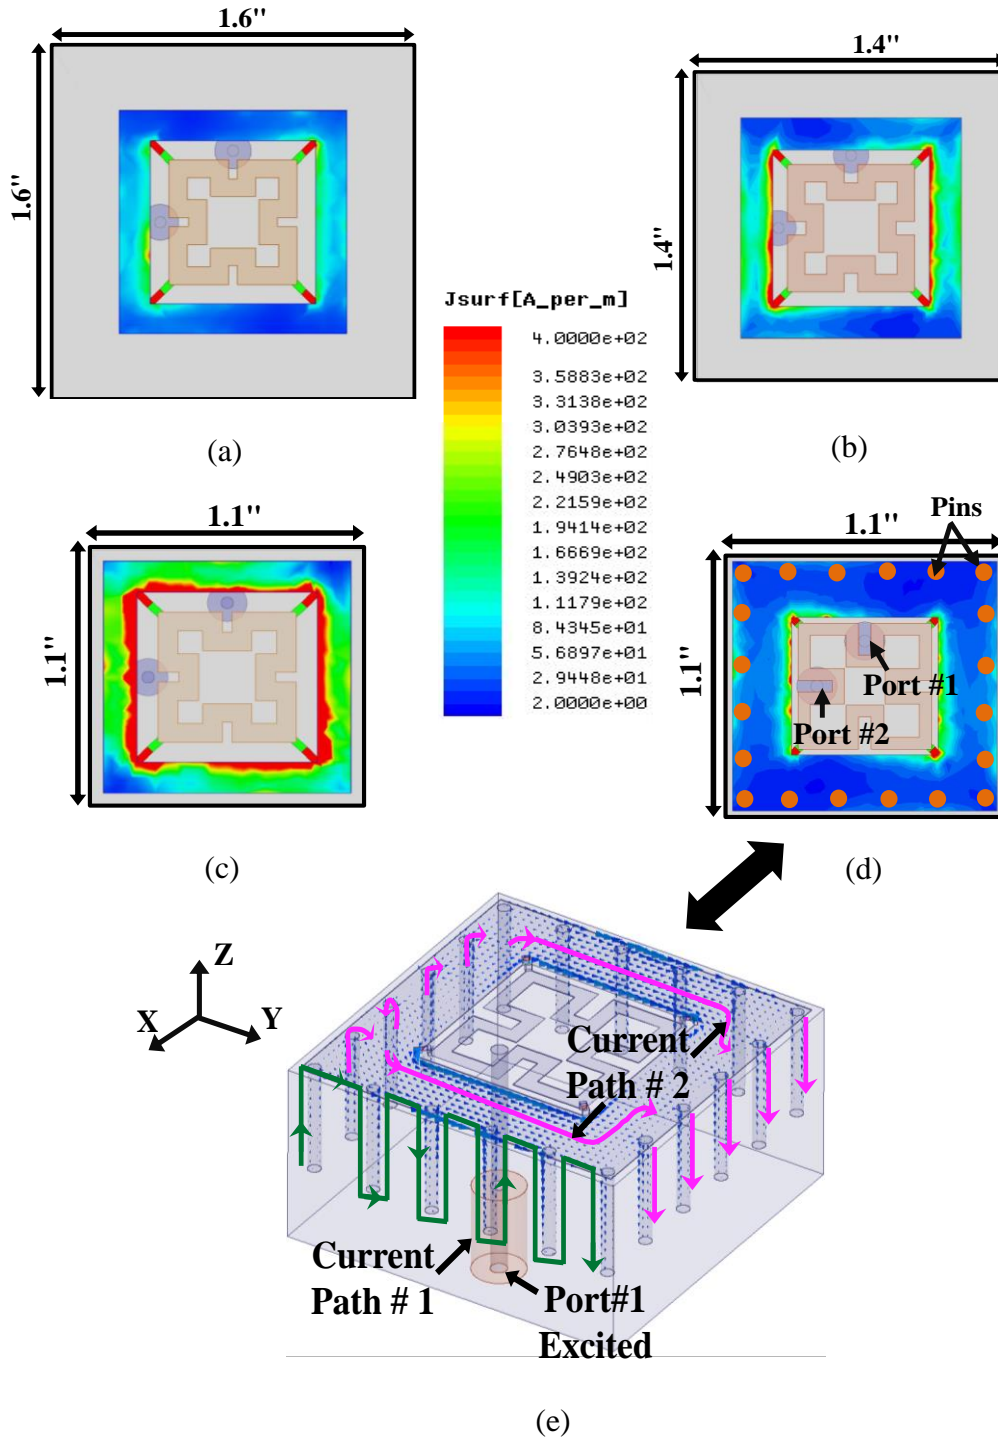 1.6"
1.6"
(a)
1.4"
1.4"
(b)
Jsurf[A_per_m]
4.0000e+02
3.5883e+02
3.3138e+02
3.0393e+02
2.7648e+02
2.4903e+02
2.2159e+02
1.9414e+02
1.6669e+02
1.3924e+02
1.1179e+02
8.4345e+01
5.6897e+01
2.9448e+01
2.0000e+00
1.1"
1.1"
(c)
Pins
1.1"
1.1"
Port #1
Port #2
(d)
Z
X
Y
Current
Path # 2
Current
Path # 1
Port#1
Excited
(e)